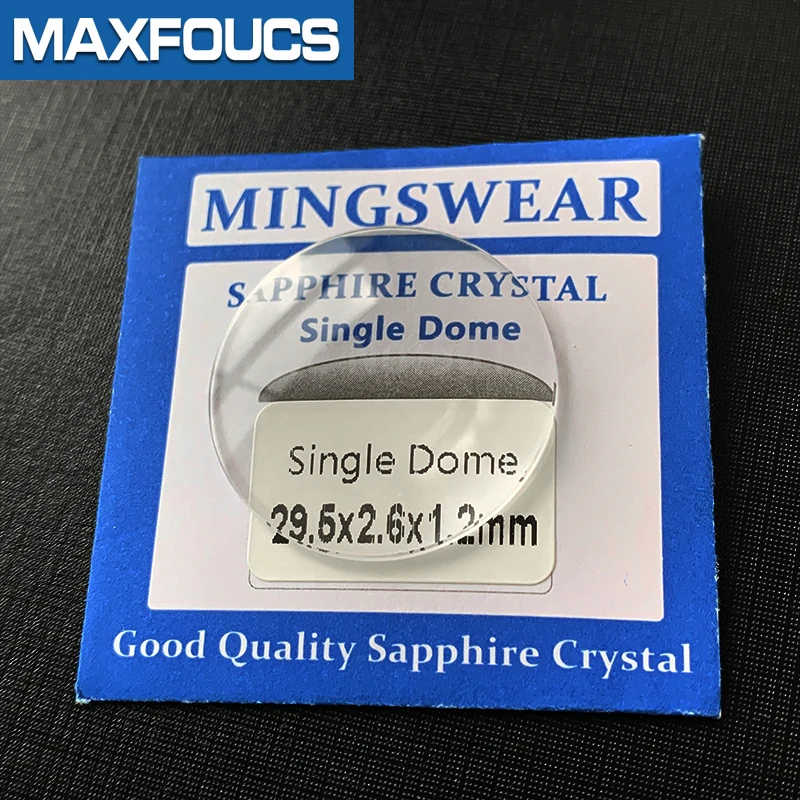 MAXFOUCS
MINGSWEAR
SAPPHIRE CRYSTAL
Single Dome
Single Dome
29.5x2.6x1.2mm
Good Quality Sapphire Crystal